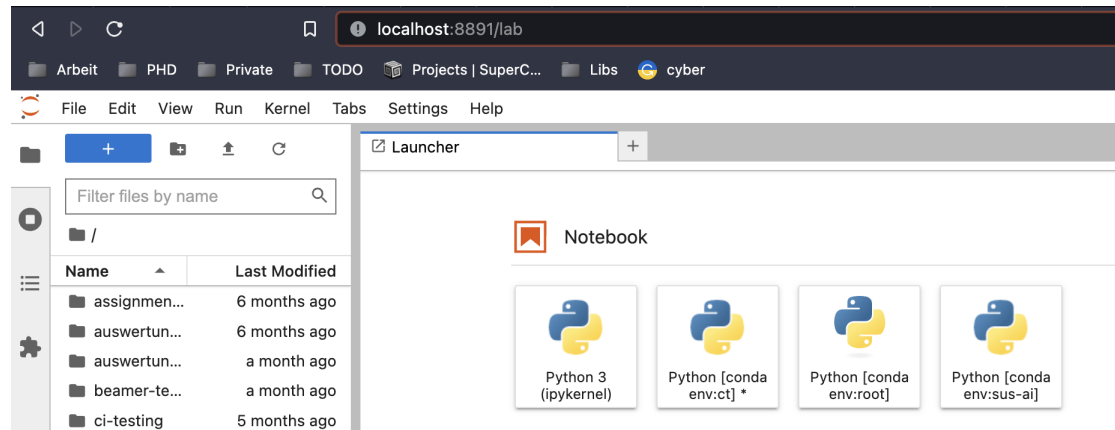 localhost:8891/lab
Arbeit PHD Private TODO Projects | SuperC... Libs cyber
File Edit View Run Kernel Tabs Settings Help
+
Launcher +
Filter files by name
/
Notebook
Name Last Modified
assignmen... 6 months ago
auswertun... 6 months ago
auswertun... a month ago
beamer-te... a month ago
ci-testing 5 months ago
Python 3
(ipykernel)
Python [conda
env:ct] *
Python [conda
env:root]
Python [conda
env:sus-ai]